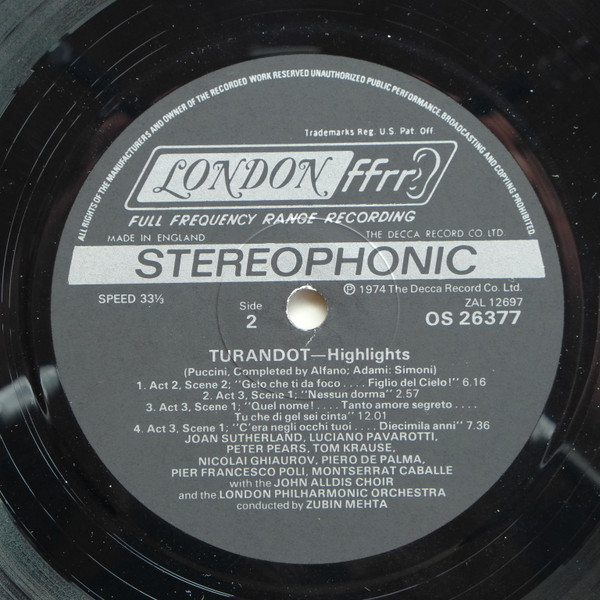 ALL RIGHTS OF THE MANUFACTURERS AND OWNER OF THE RECORDED WORK RESERVED UNAUTHORIZED PUBLIC PERFORMANCE, BROADCASTING AND COPYING PROHIBITED
Trademarks Reg. U.S. Pat. Off
LONDON ffrr
FULL FREQUENCY RANGE RECORDING
MADE IN ENGLAND THE DECCA RECORD CO LTD
STEREOPHONIC
SPEED 33⅓ Side 2 ℗ 1974 The Decca Record Co. Ltd.
ZAL 12697
OS 26377
TURANDOT—Highlights
(Puccini, Completed by Alfano; Adami: Simoni)
1. Act 2, Scene 2; "Gelo che ti da foco . . . . Figlio del Cielo!" 6.16
2. Act 3, Scene 1; "Nessun dorma" 2.57
3. Act 3, Scene 1; "Quel nome! . . . . Tanto amore segreto . . . .
Tu che di gel sei cinta" 12.01
4. Act 3, Scene 1; "C'era negli occhi tuoi . . . . Diecimila anni" 7.36
JOAN SUTHERLAND, LUCIANO PAVAROTTI,
PETER PEARS, TOM KRAUSE,
NICOLAI GHIAUROV, PIERO DE PALMA,
PIER FRANCESCO POLI, MONTSERRAT CABALLE
with the JOHN ALLDIS CHOIR
and the LONDON PHILHARMONIC ORCHESTRA
conducted by ZUBIN MEHTA